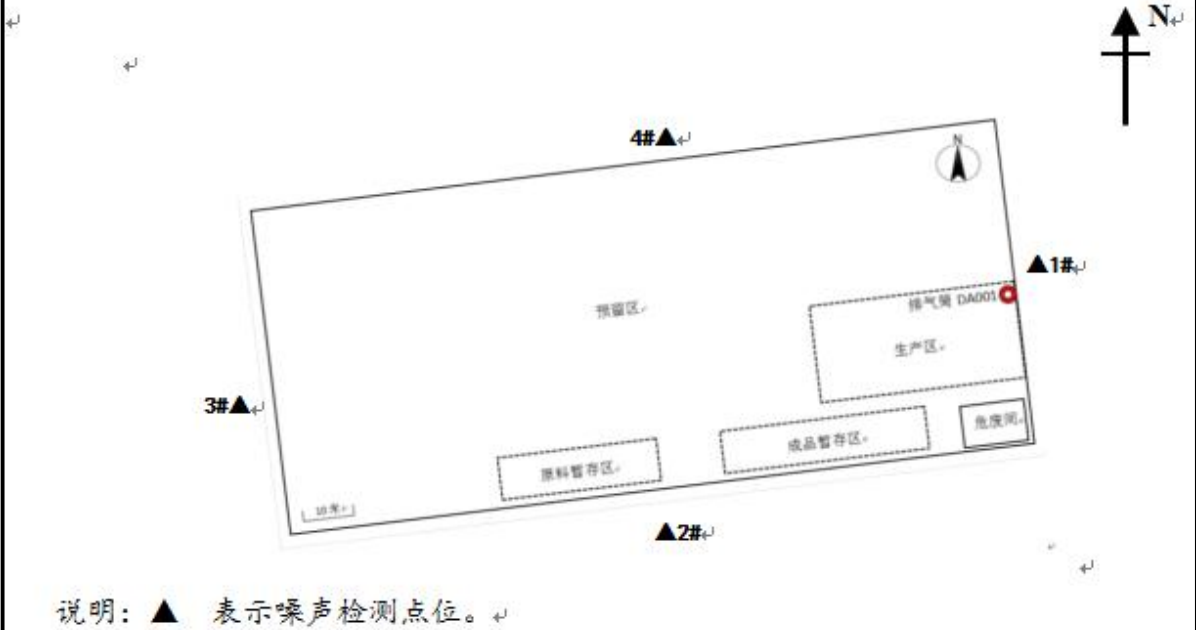 N
4#▲
N
▲1#
排气筒 DA001
预留区
生产区
3#▲
危废间
成品暂存区
原料暂存区
10米
▲2#
说明：▲ 表示噪声检测点位。